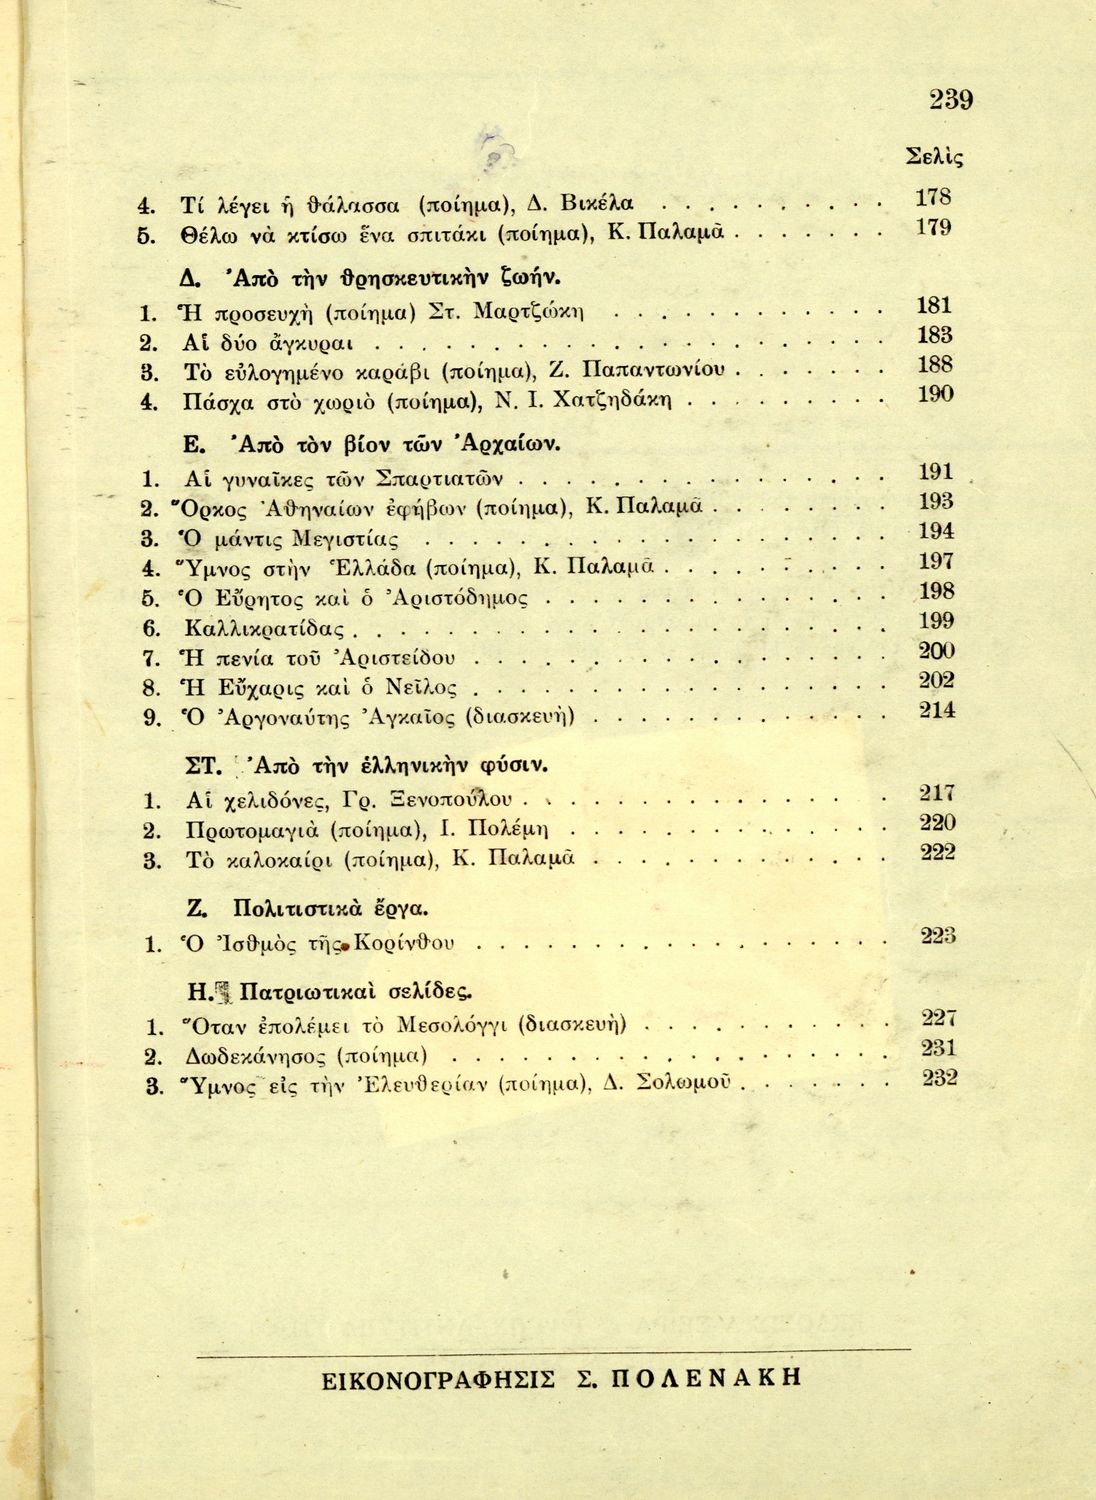 239
Σελὶς
4. Τί λέγει ἡ θάλασσα (ποίημα), Δ. Βικέλα . . . . . . . . . . 178
5. Θέλω νὰ κτίσω ἕνα σπιτάκι (ποίημα), Κ. Παλαμᾶ . . . . . . . 179
Δ. Ἀπὸ τὴν θρησκευτικὴν ζωήν.
1. Ἡ προσευχὴ (ποίημα) Στ. Μαρτζώκη . . . . . . . . . . . . 181
2. Αἱ δύο ἄγκυραι . . . . . . . . . . . . . . . . . . . . . 183
3. Τὸ εὐλογημένο καράβι (ποίημα), Ζ. Παπαντωνίου . . . . . . . 188
4. Πάσχα στὸ χωριὸ (ποίημα), Ν. Ι. Χατζηδάκη . . . . . . . . . 190
Ε. Ἀπὸ τὸν βίον τῶν Ἀρχαίων.
1. Αἱ γυναῖκες τῶν Σπαρτιατῶν . . . . . . . . . . . . . . . 191
2. Ὅρκος Ἀθηναίων ἐφήβων (ποίημα), Κ. Παλαμᾶ . . . . . . . . 193
3. Ὁ μάντις Μεγιστίας . . . . . . . . . . . . . . . . . . . 194
4. Ὕμνος στὴν Ἑλλάδα (ποίημα), Κ. Παλαμᾶ . . . . . . . . . . 197
5. Ὁ Εὔρητος καὶ ὁ Ἀριστόδημος . . . . . . . . . . . . . . 198
6. Καλλικρατίδας . . . . . . . . . . . . . . . . . . . . . . 199
7. Ἡ πενία τοῦ Ἀριστείδου . . . . . . . . . . . . . . . . . 200
8. Ἡ Εὔχαρις καὶ ὁ Νεῖλος . . . . . . . . . . . . . . . . . 202
9. Ὁ Ἀργοναύτης Ἀγκαῖος (διασκευὴ) . . . . . . . . . . . . . 214
ΣΤ. Ἀπὸ τὴν ἑλληνικὴν φύσιν.
1. Αἱ χελιδόνες, Γρ. Ξενοπούλου . . . . . . . . . . . . . . . 217
2. Πρωτομαγιὰ (ποίημα), Ι. Πολέμη . . . . . . . . . . . . . . 220
3. Τὸ καλοκαίρι (ποίημα), Κ. Παλαμᾶ . . . . . . . . . . . . . 222
Ζ. Πολιτιστικὰ ἔργα.
1. Ὁ Ἰσθμὸς τῆς Κορίνθου . . . . . . . . . . . . . . . . . 223
Η. Πατριωτικαὶ σελίδες.
1. Ὅταν ἐπολέμει τὸ Μεσολόγγι (διασκευὴ) . . . . . . . . . . . 227
2. Δωδεκάνησος (ποίημα) . . . . . . . . . . . . . . . . . . 231
3. Ὕμνος εἰς τὴν Ἐλευθερίαν (ποίημα), Δ. Σολωμοῦ . . . . . . . 232
ΕΙΚΟΝΟΓΡΑΦΗΣΙΣ Σ. ΠΟΛΕΝΑΚΗ